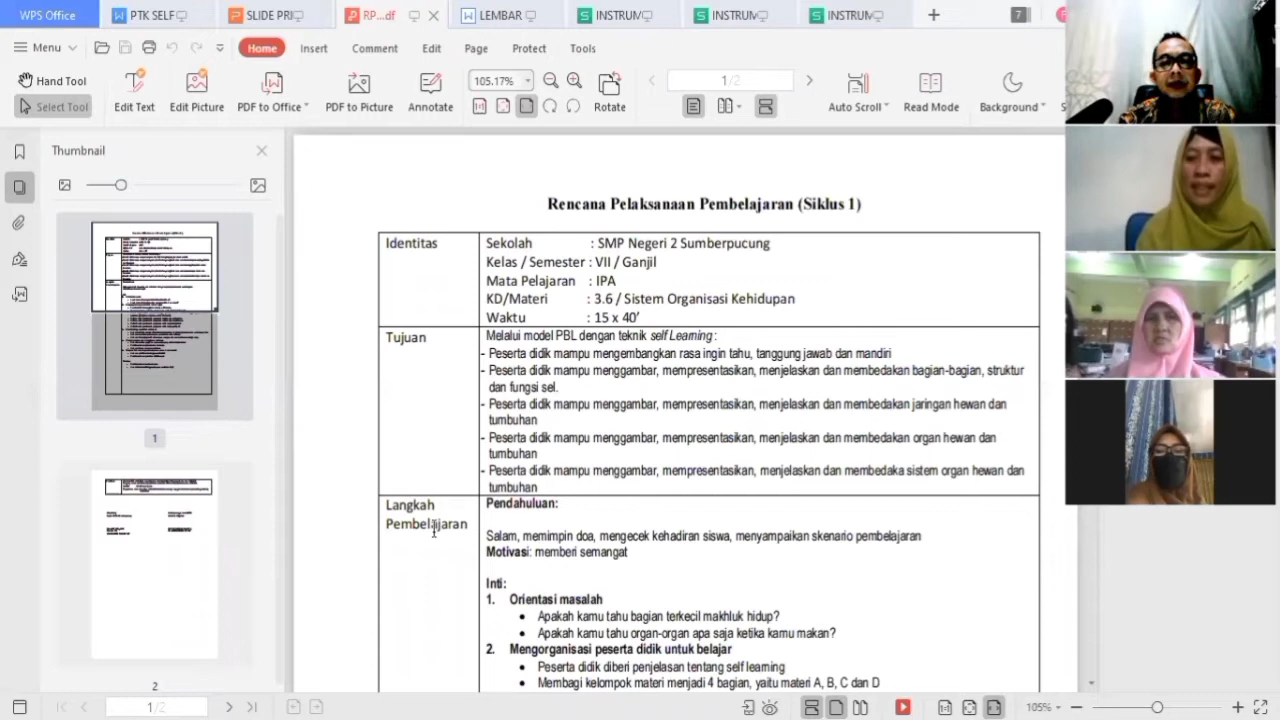 WPS Office
PTK SELF
SLIDE PRE
RP...df
LEMBAR
INSTRUM
INSTRUM
INSTRUM
7
Menu
Home
Insert
Comment
Edit
Page
Protect
Tools
Hand Tool
Select Tool
Edit Text
Edit Picture
PDF to Office
PDF to Picture
Annotate
105.17%
1/2
Rotate
Auto Scroll
Read Mode
Background
Thumbnail
1
2
Rencana Pelaksanaan Pembelajaran (Siklus 1)
Identitas
Sekolah : SMP Negeri 2 Sumberpucung
Kelas / Semester : VII / Ganjil
Mata Pelajaran : IPA
KD/Materi : 3.6 / Sistem Organisasi Kehidupan
Waktu : 15 x 40’
Tujuan
Melalui model PBL dengan teknik self Learning :
- Peserta didik mampu mengembangkan rasa ingin tahu, tanggung jawab dan mandiri
- Peserta didik mampu menggambar, mempresentasikan, menjelaskan dan membedakan bagian-bagian, struktur
dan fungsi sel.
- Peserta didik mampu menggambar, mempresentasikan, menjelaskan dan membedakan jaringan hewan dan
tumbuhan
- Peserta didik mampu menggambar, mempresentasikan, menjelaskan dan membedakan organ hewan dan
tumbuhan
- Peserta didik mampu menggambar, mempresentasikan, menjelaskan dan membedaka sistem organ hewan dan
tumbuhan
Langkah
Pembelajaran
Pendahuluan:
Salam, memimpin doa, mengecek kehadiran siswa, menyampaikan skenario pembelajaran
Motivasi: memberi semangat
Inti:
1. Orientasi masalah
• Apakah kamu tahu bagian terkecil makhluk hidup?
• Apakah kamu tahu organ-organ apa saja ketika kamu makan?
2. Mengorganisasi peserta didik untuk belajar
• Peserta didik diberi penjelasan tentang self learning
• Membagi kelompok materi menjadi 4 bagian, yaitu materi A, B, C dan D
1/2
105%